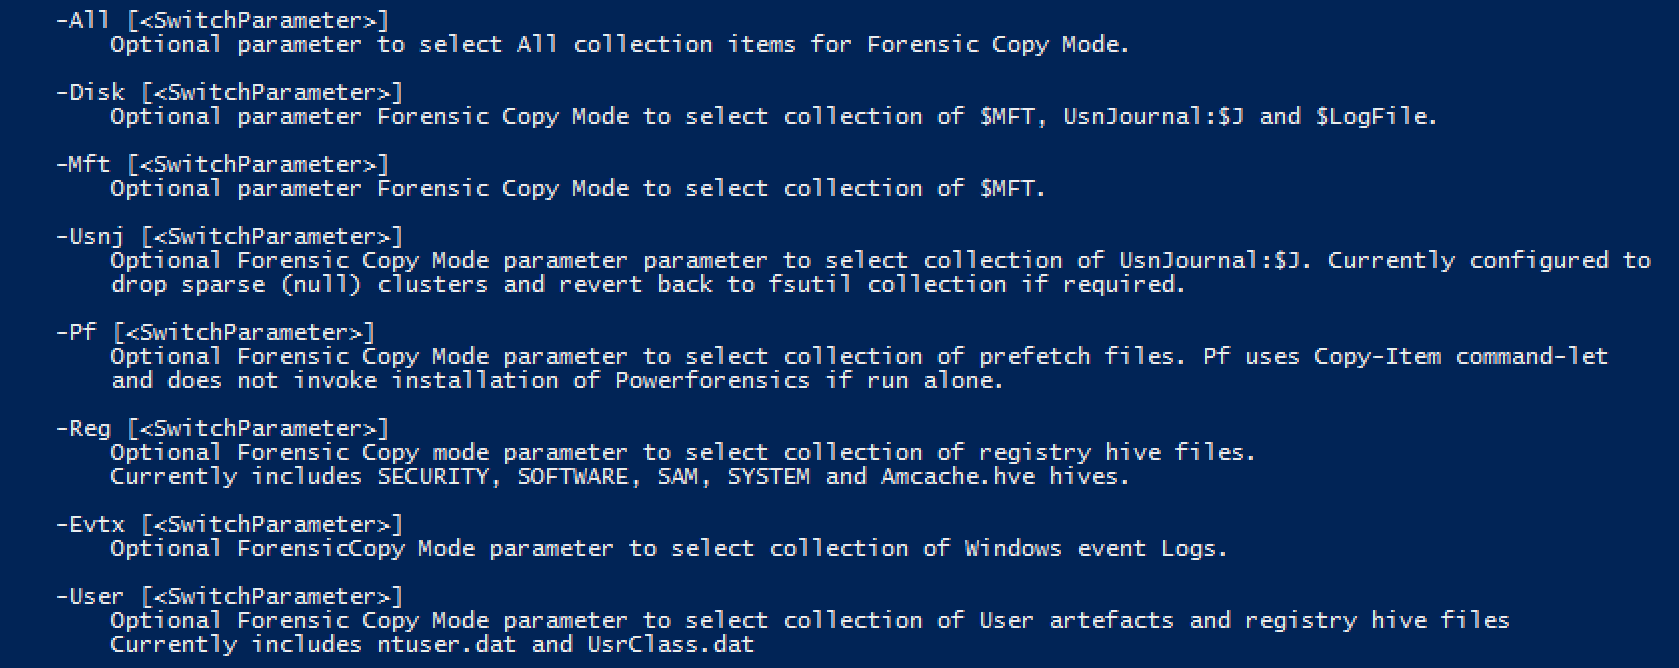 -All [<SwitchParameter>]
Optional parameter to select All collection items for Forensic Copy Mode.
-Disk [<SwitchParameter>]
Optional parameter Forensic Copy Mode to select collection of $MFT, UsnJournal:$J and $LogFile.
-Mft [<SwitchParameter>]
Optional parameter Forensic Copy Mode to select collection of $MFT.
-Usnj [<SwitchParameter>]
Optional Forensic Copy Mode parameter parameter to select collection of UsnJournal:$J. Currently configured to
drop sparse (null) clusters and revert back to fsutil collection if required.
-Pf [<SwitchParameter>]
Optional Forensic Copy Mode parameter to select collection of prefetch files. Pf uses Copy-Item command-let
and does not invoke installation of Powerforensics if run alone.
-Reg [<SwitchParameter>]
Optional Forensic Copy mode parameter to select collection of registry hive files.
Currently includes SECURITY, SOFTWARE, SAM, SYSTEM and Amcache.hve hives.
-Evtx [<SwitchParameter>]
Optional ForensicCopy Mode parameter to select collection of Windows event Logs.
-User [<SwitchParameter>]
Optional Forensic Copy Mode parameter to select collection of User artefacts and registry hive files
Currently includes ntuser.dat and UsrClass.dat